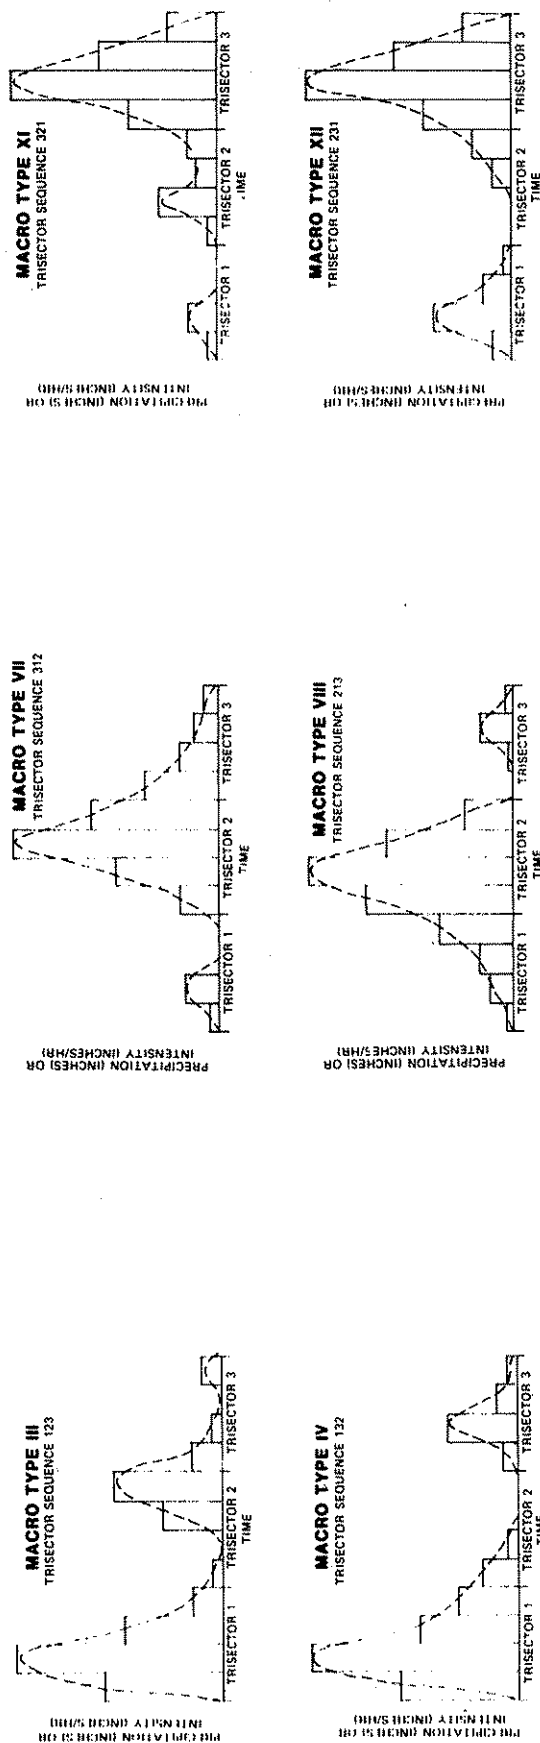 MACRO TYPE III
TRISECTOR SEQUENCE 123
PRECIPITATION (INCHES) OR
INTENSITY (INCHES/HR)
TRISECTOR 1
TRISECTOR 2
TRISECTOR 3
TIME
MACRO TYPE VII
TRISECTOR SEQUENCE 312
PRECIPITATION (INCHES) OR
INTENSITY (INCHES/HR)
TRISECTOR 1
TRISECTOR 2
TRISECTOR 3
TIME
MACRO TYPE XI
TRISECTOR SEQUENCE 321
PRECIPITATION (INCHES) OR
INTENSITY (INCHES/HR)
TRISECTOR 1
TRISECTOR 2
TRISECTOR 3
TIME
MACRO TYPE IV
TRISECTOR SEQUENCE 132
PRECIPITATION (INCHES) OR
INTENSITY (INCHES/HR)
TRISECTOR 1
TRISECTOR 2
TRISECTOR 3
TIME
MACRO TYPE VIII
TRISECTOR SEQUENCE 213
PRECIPITATION (INCHES) OR
INTENSITY (INCHES/HR)
TRISECTOR 1
TRISECTOR 2
TRISECTOR 3
TIME
MACRO TYPE XII
TRISECTOR SEQUENCE 231
PRECIPITATION (INCHES) OR
INTENSITY (INCHES/HR)
TRISECTOR 1
TRISECTOR 2
TRISECTOR 3
TIME